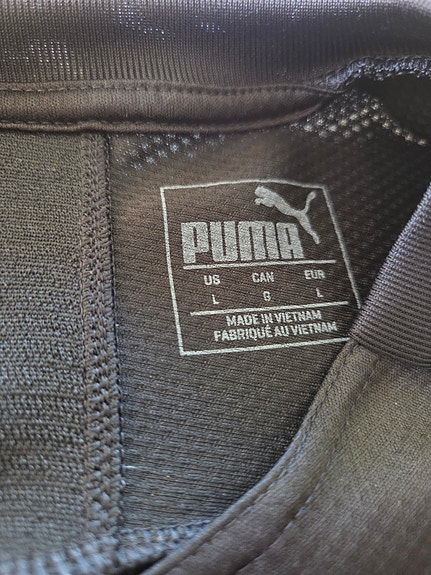 PUMA
US CAN EUR
L G L
MADE IN VIETNAM
FABRIQUÉ AU VIETNAM